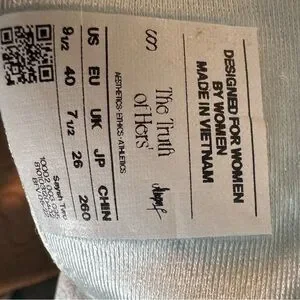 DESIGNED FOR WOMEN
BY WOMEN
MADE IN VIETNAM
The Truth
of Hers
AESTHETICS•ETHICS•ATHLETICS
US EU UK JP CHN
9 1/2 40 7 1/2 26 260